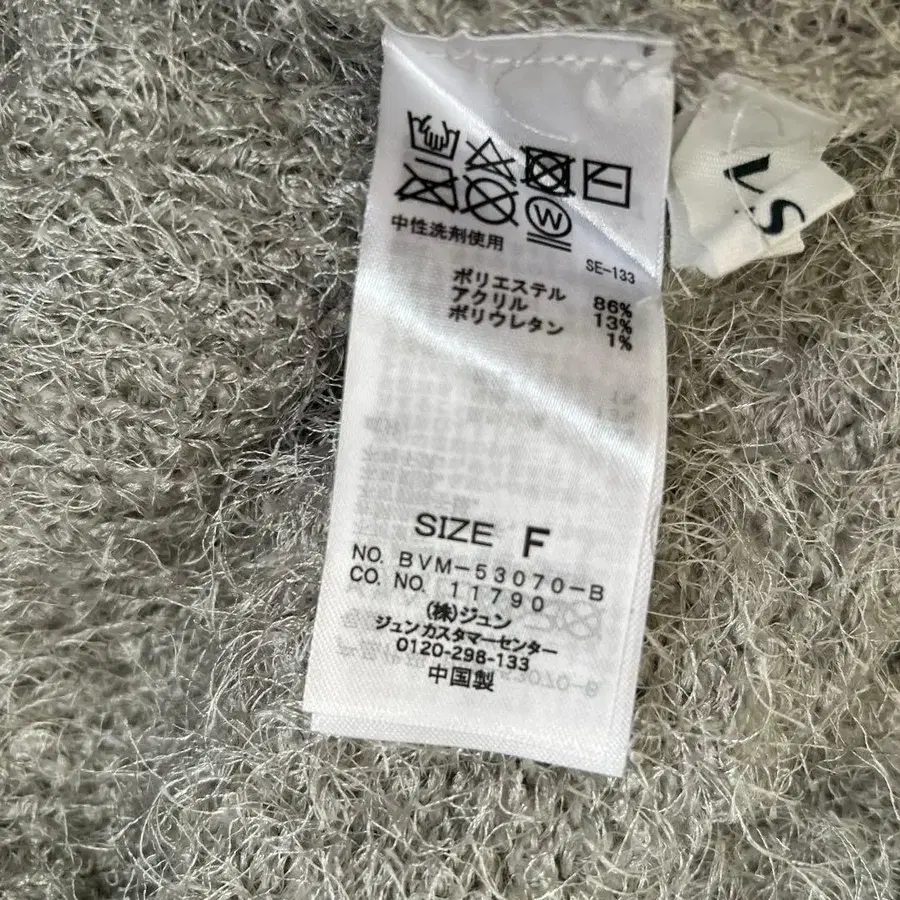 W
中性洗剤使用
SE-133
ポリエステル 86%
アクリル 13%
ポリウレタン 1%
SIZE F
NO. BVM-53070-B
CO. NO. 11790
(株)ジュン
ジュンカスタマーセンター
0120-298-133
中国製
V.S